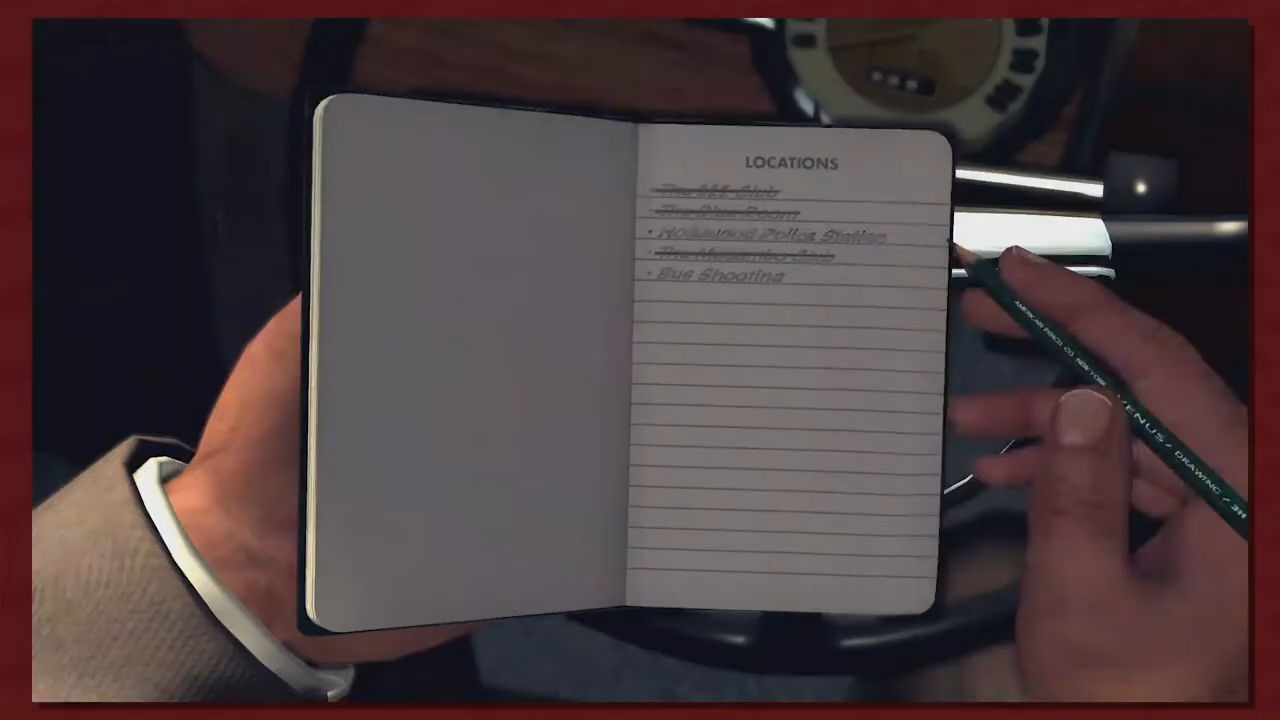 LOCATIONS
The 111 Club
The Blue Room
• Hollywood Police Station
The Mocambo Club
• Bus Shooting
AMERICAN PENCIL CO. NEW YORK
VENUS / DRAWING / 3H